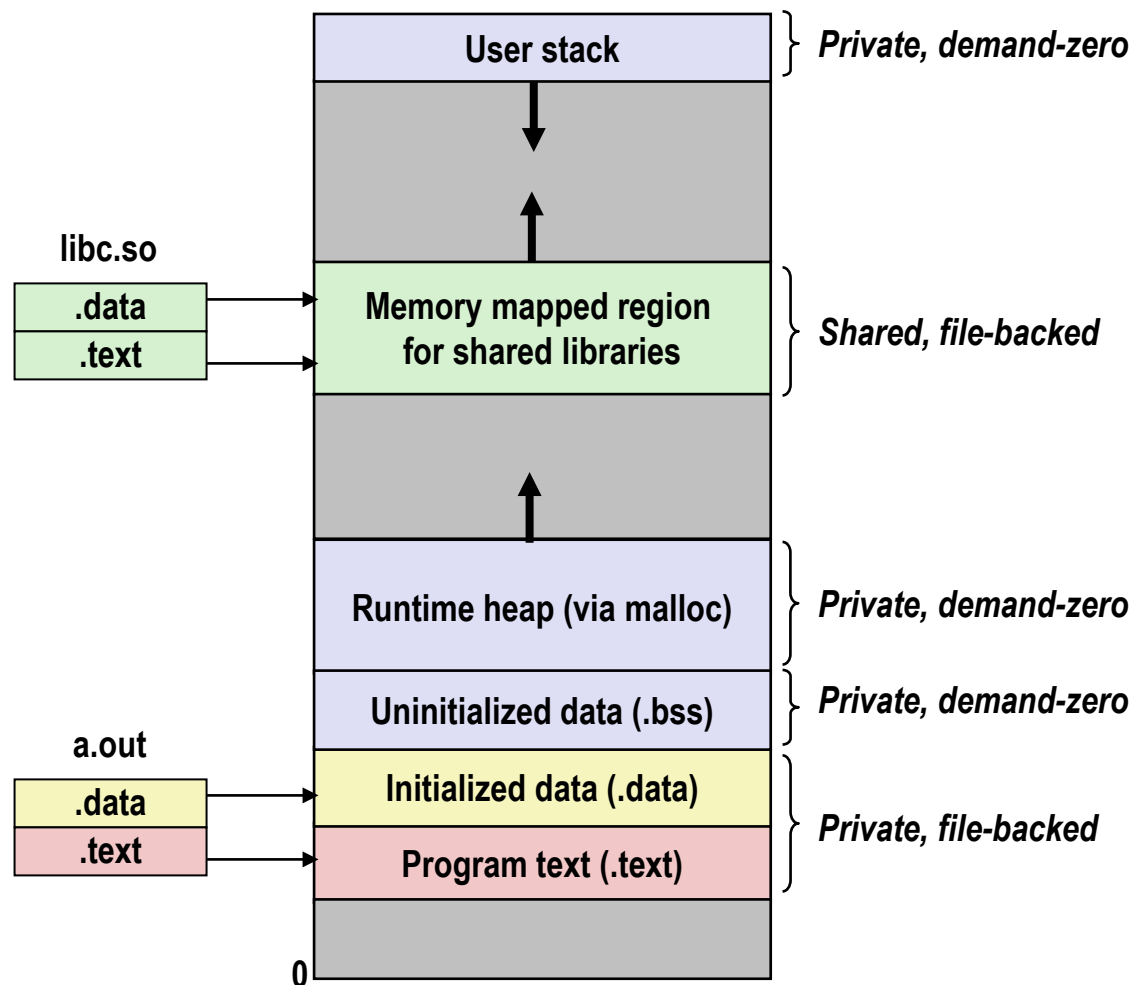 User stack
Private, demand-zero
libc.so
.data
.text
Memory mapped region
for shared libraries
Shared, file-backed
Runtime heap (via malloc)
Private, demand-zero
Uninitialized data (.bss)
Private, demand-zero
a.out
.data
.text
Initialized data (.data)
Program text (.text)
Private, file-backed
0